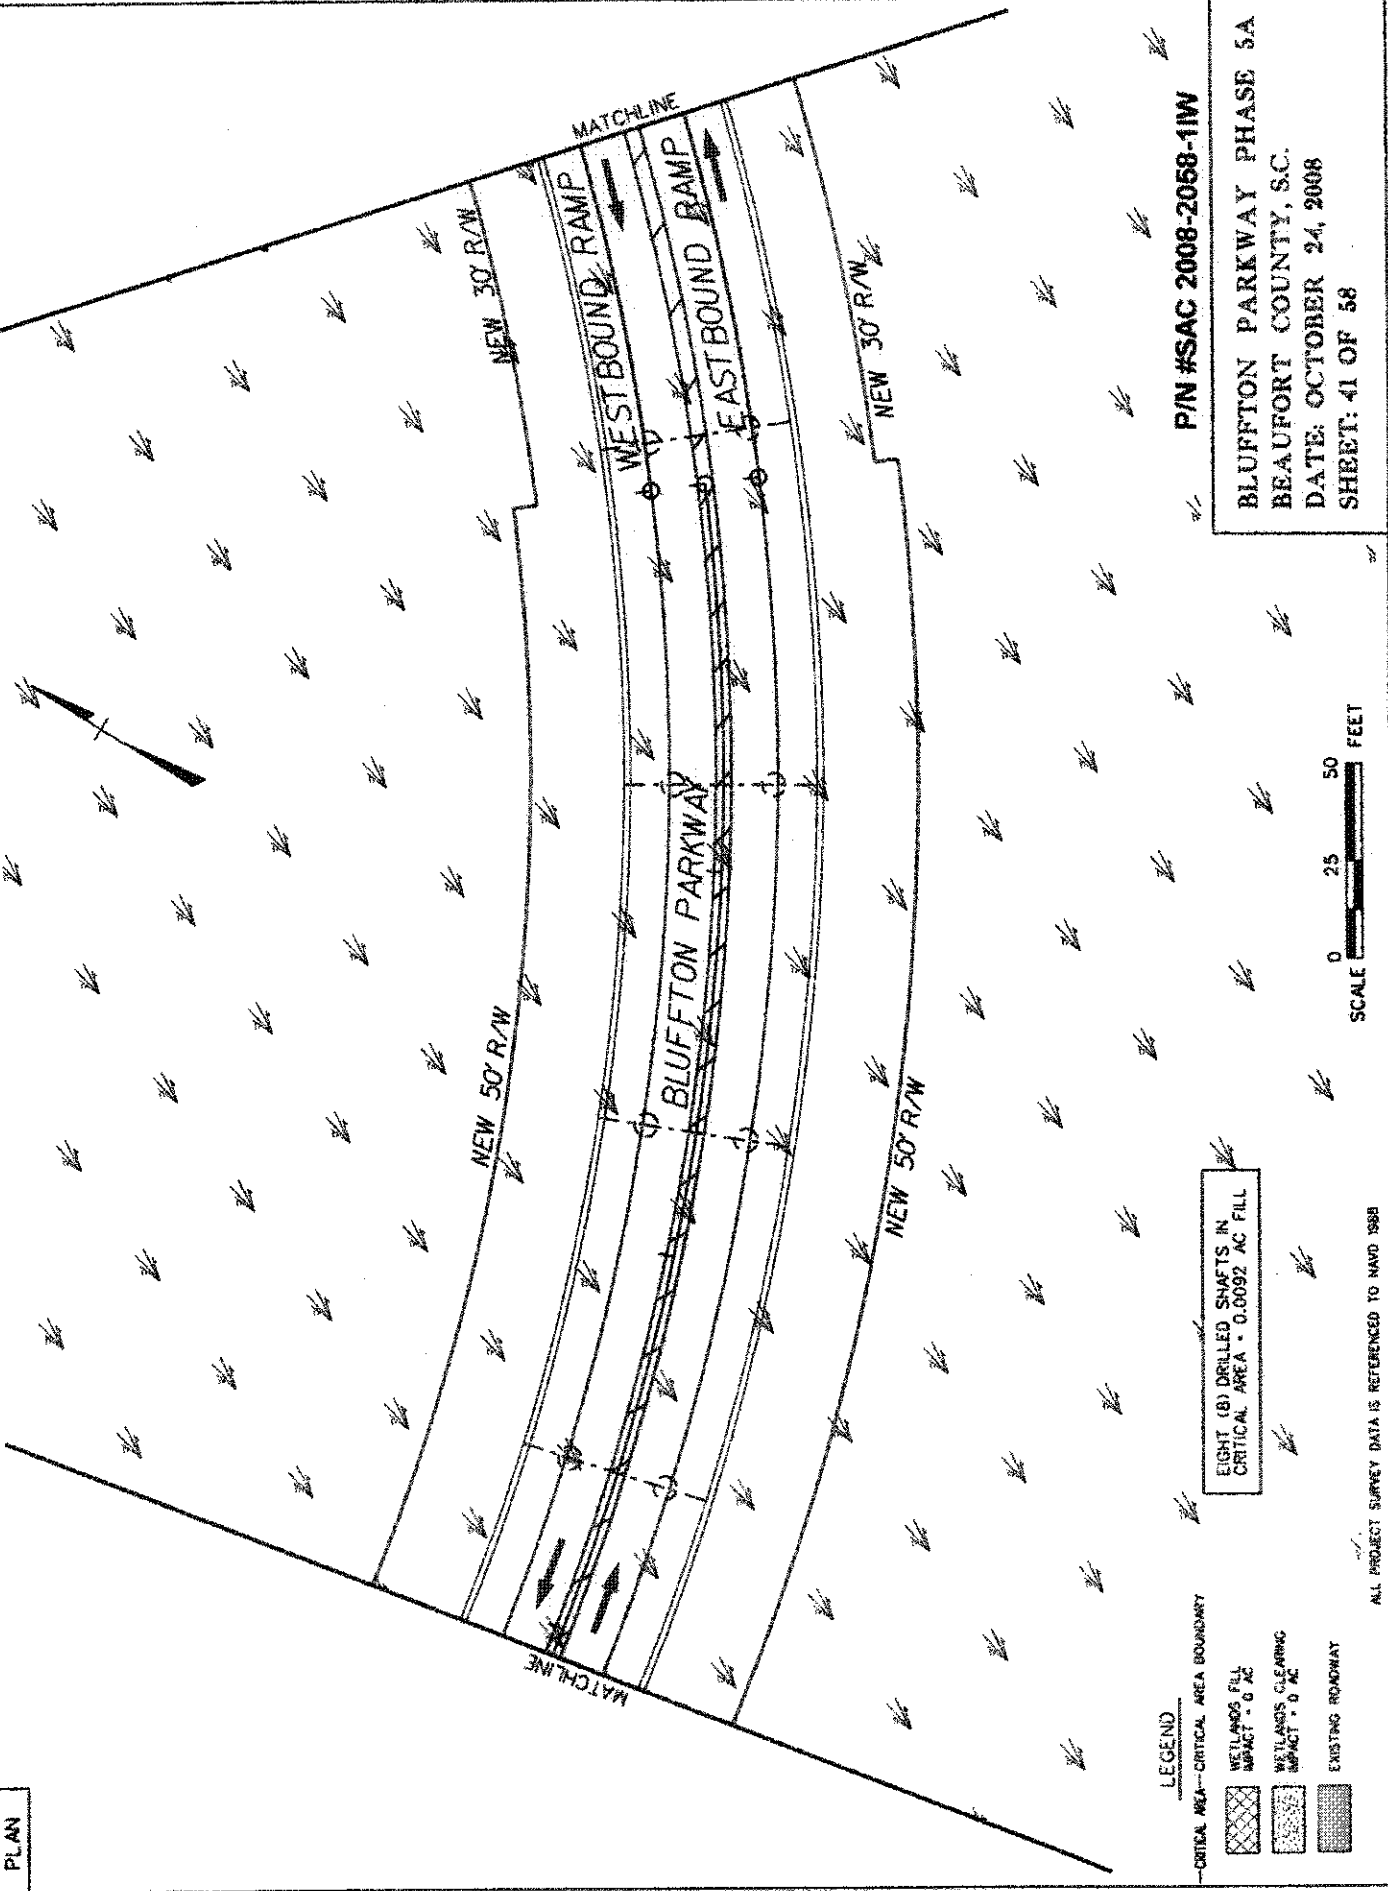 PLAN
MATCHLINE
MATCHLINE
NEW 50' R/W
NEW 30' R/W
WESTBOUND RAMP
EASTBOUND RAMP
BLUFFTON PARKWAY
NEW 50' R/W
NEW 30' R/W
LEGEND
CRITICAL AREA
CRITICAL AREA BOUNDARY
WETLANDS FILL
IMPACT = 0 AC
WETLANDS CLEARING
IMPACT = 0 AC
EXISTING ROADWAY
EIGHT (8) DRILLED SHAFTS IN
CRITICAL AREA = 0.0092 AC FILL
ALL PROJECT SURVEY DATA IS REFERENCED TO NAVD 1988
SCALE 0 25 50 FEET
P/N #SAC 2008-2058-1IW
BLUFFTON PARKWAY PHASE 5A
BEAUFORT COUNTY, S.C.
DATE: OCTOBER 24, 2008
SHEET: 41 OF 58